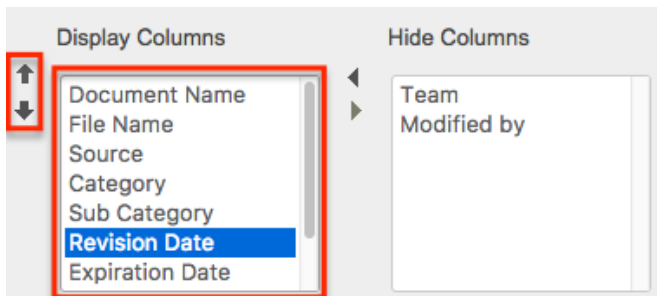 Display Columns
Hide Columns
Document Name
File Name
Source
Category
Sub Category
Revision Date
Expiration Date
Team
Modified by